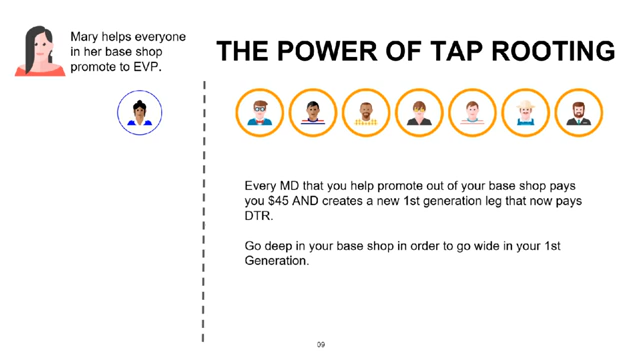 Mary helps everyone
in her base shop
promote to EVP.
THE POWER OF TAP ROOTING
Every MD that you help promote out of your base shop pays
you $45 AND creates a new 1st generation leg that now pays
DTR.
Go deep in your base shop in order to go wide in your 1st
Generation.
09